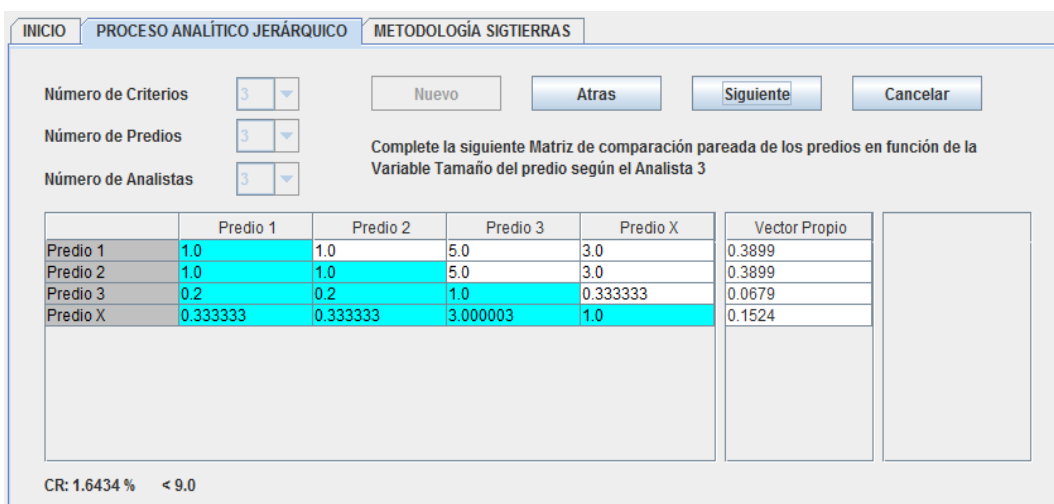 INICIO PROCESO ANALÍTICO JERÁRQUICO METODOLOGÍA SIGTIERRAS
Número de Criterios 3 Nuevo Atras Siguiente Cancelar
Número de Predios 3
Complete la siguiente Matriz de comparación pareada de los predios en función de la
Variable Tamaño del predio según el Analista 3
Número de Analistas 3
Predio 1 Predio 2 Predio 3 Predio X Vector Propio
Predio 1 1.0 1.0 5.0 3.0 0.3899
Predio 2 1.0 1.0 5.0 3.0 0.3899
Predio 3 0.2 0.2 1.0 0.333333 0.0679
Predio X 0.333333 0.333333 3.000003 1.0 0.1524
CR: 1.6434 % < 9.0